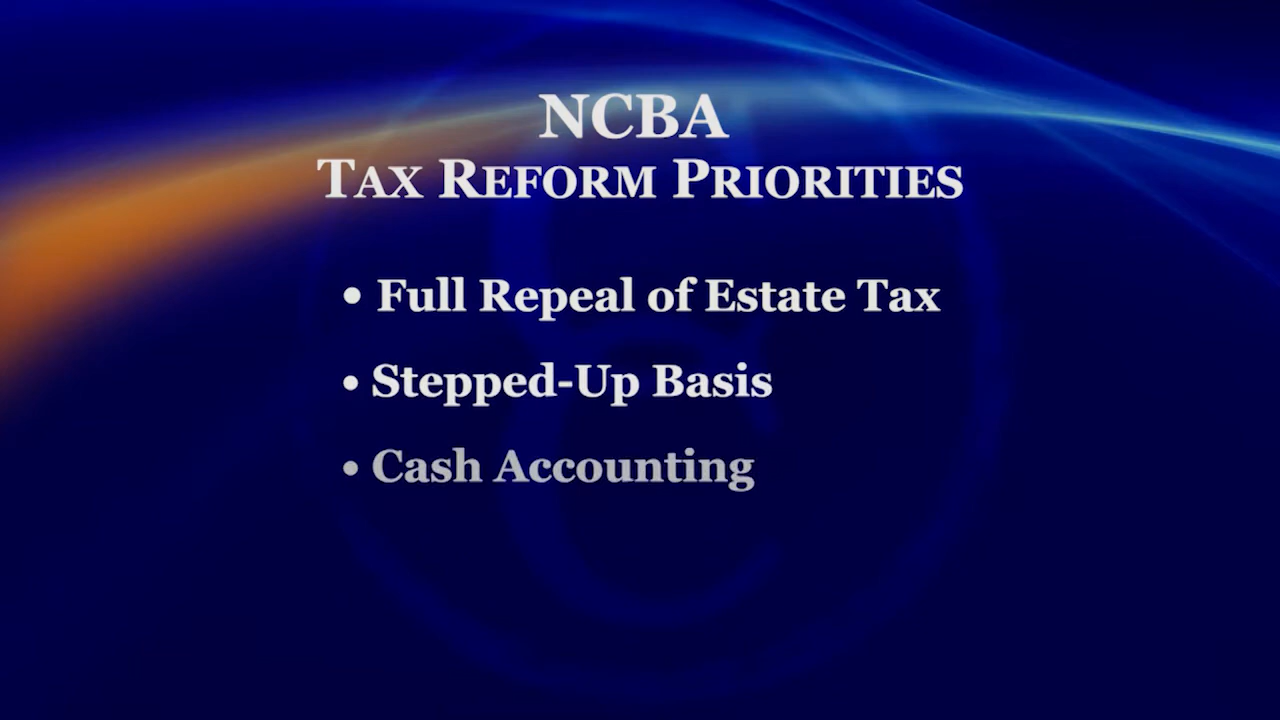 NCBA
Tax Reform Priorities
• Full Repeal of Estate Tax
• Stepped-Up Basis
• Cash Accounting